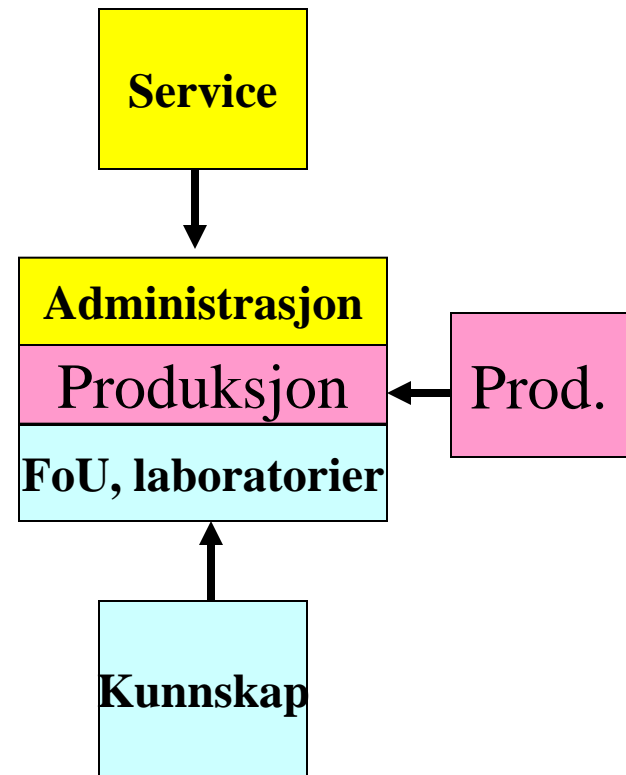 Service
Administrasjon
Produksjon
Prod.
FoU, laboratorier
Kunnskap